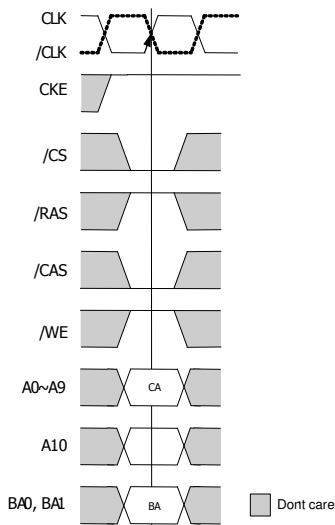 CLK
/CLK
CKE
/CS
/RAS
/CAS
/WE
A0~A9
CA
A10
BA0, BA1
BA
Dont care